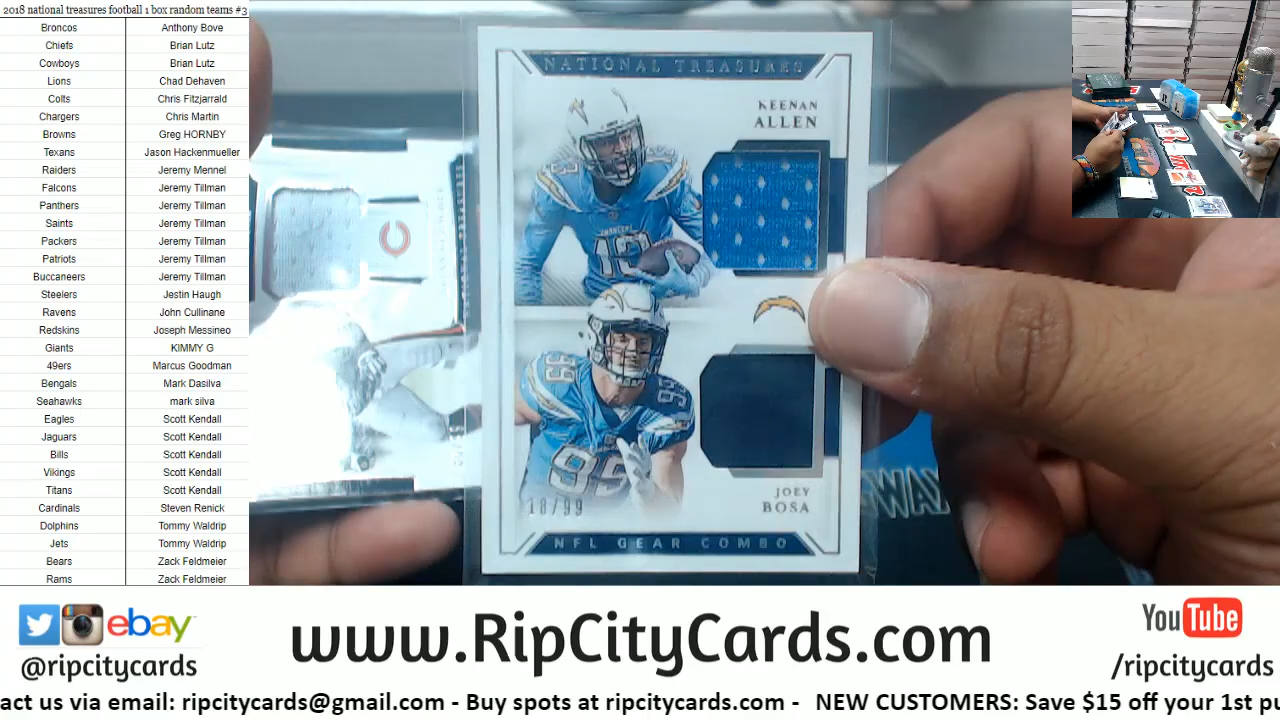 2018 national treasures football 1 box random teams #3
Broncos Anthony Bove
Chiefs Brian Lutz
Cowboys Brian Lutz
Lions Chad Dehaven
Colts Chris Fitzjarrald
Chargers Chris Martin
Browns Greg HORNBY
Texans Jason Hackenmueller
Raiders Jeremy Mennel
Falcons Jeremy Tillman
Panthers Jeremy Tillman
Saints Jeremy Tillman
Packers Jeremy Tillman
Patriots Jeremy Tillman
Buccaneers Jeremy Tillman
Steelers Jestin Haugh
Ravens John Cullinane
Redskins Joseph Messineo
Giants KIMMY G
49ers Marcus Goodman
Bengals Mark Dasilva
Seahawks mark silva
Eagles Scott Kendall
Jaguars Scott Kendall
Bills Scott Kendall
Vikings Scott Kendall
Titans Scott Kendall
Cardinals Steven Renick
Dolphins Tommy Waldrip
Jets Tommy Waldrip
Bears Zack Feldmeier
Rams Zack Feldmeier
NATIONAL TREASURES
KEENAN
ALLEN
13
C
99
95
18/99
JOEY
BOSA
NFL GEAR COMBO
WAY
ebay
@ripcitycards
www.RipCityCards.com
YouTube
/ripcitycards
act us via email: ripcitycards@gmail.com - Buy spots at ripcitycards.com - NEW CUSTOMERS: Save $15 off your 1st pu